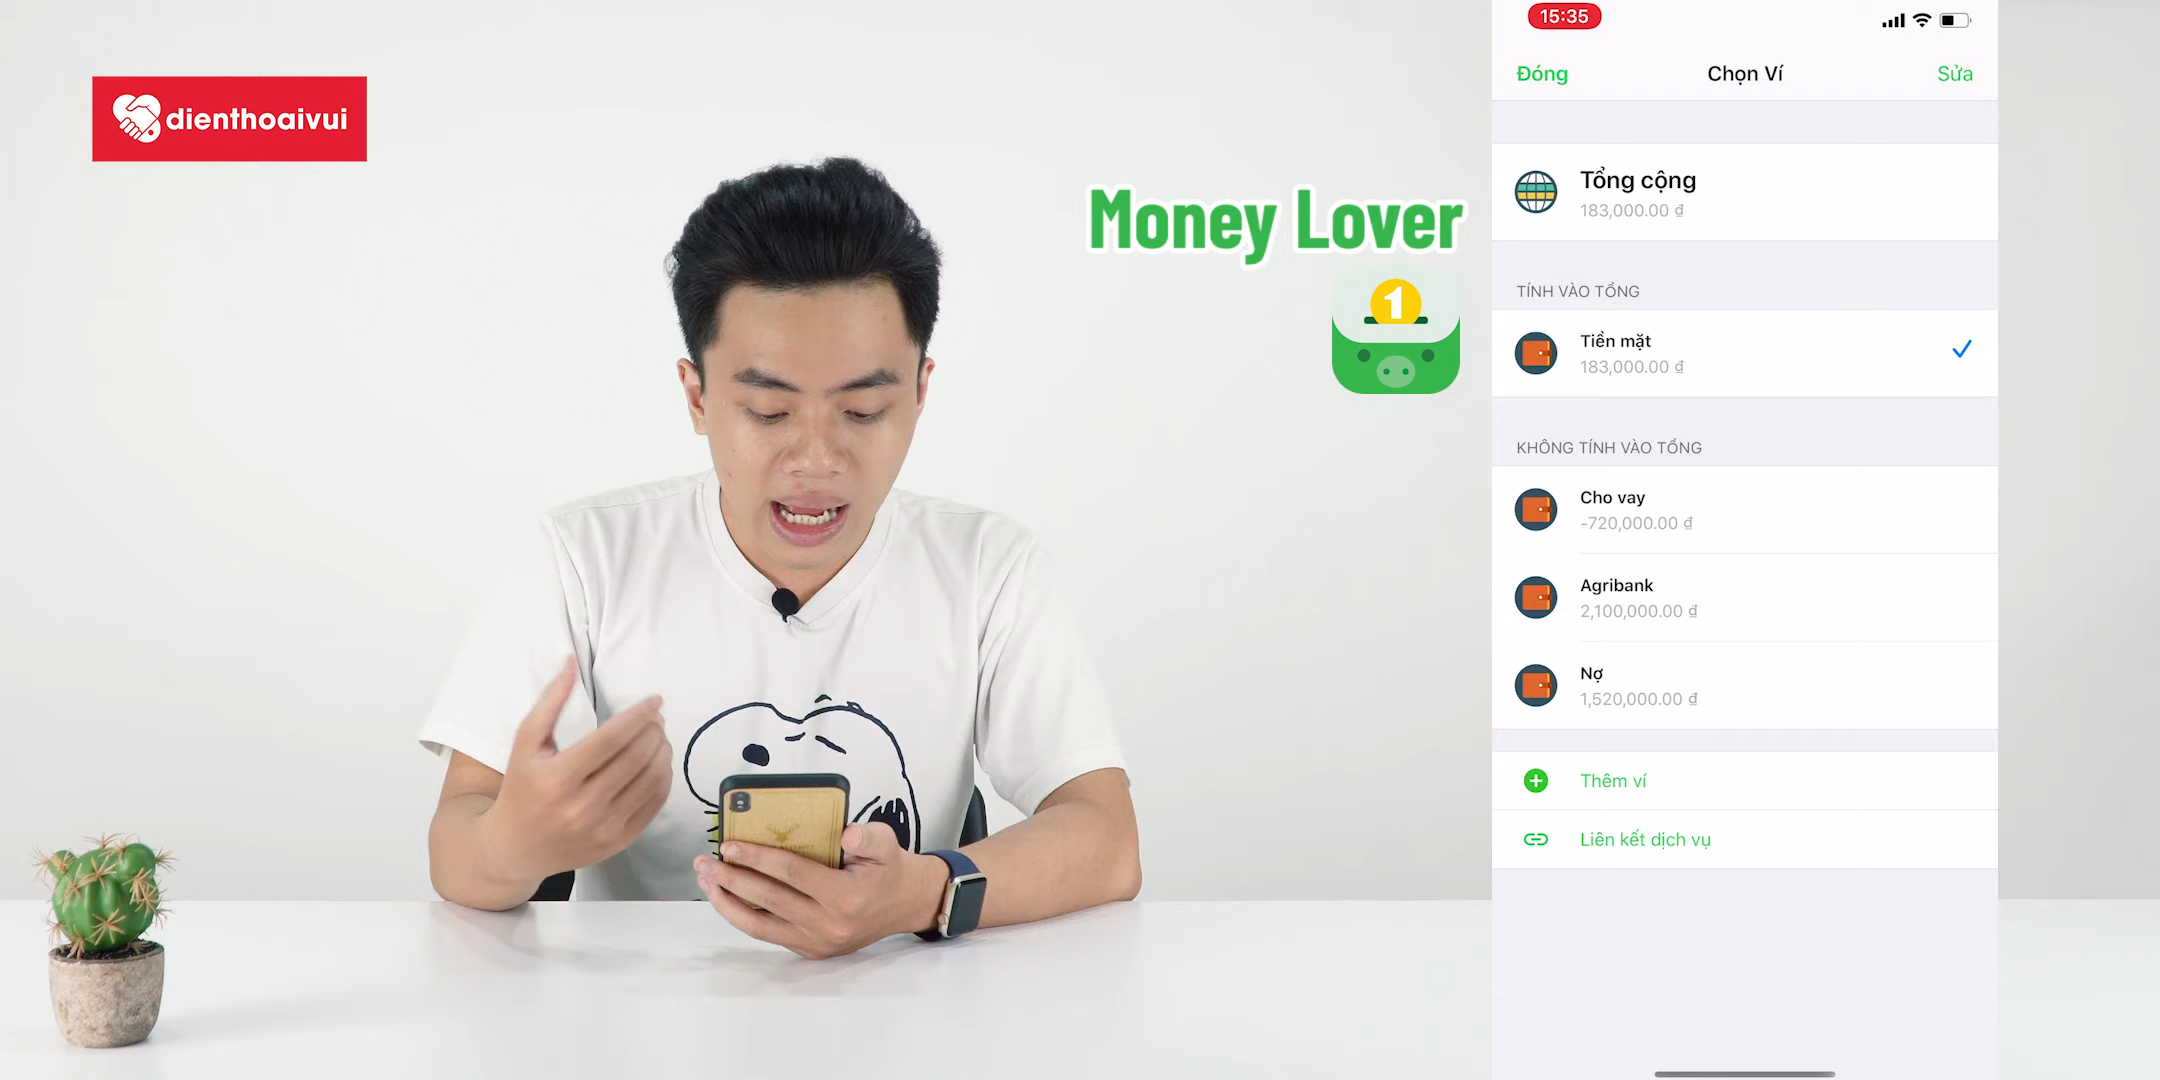 dienthoaivui
Money Lover
1
15:35
Đóng
Chọn Ví
Sửa
Tổng cộng
183,000.00 ₫
TÍNH VÀO TỔNG
Tiền mặt
183,000.00 ₫
KHÔNG TÍNH VÀO TỔNG
Cho vay
-720,000.00 ₫
Agribank
2,100,000.00 ₫
Nợ
1,520,000.00 ₫
Thêm ví
Liên kết dịch vụ